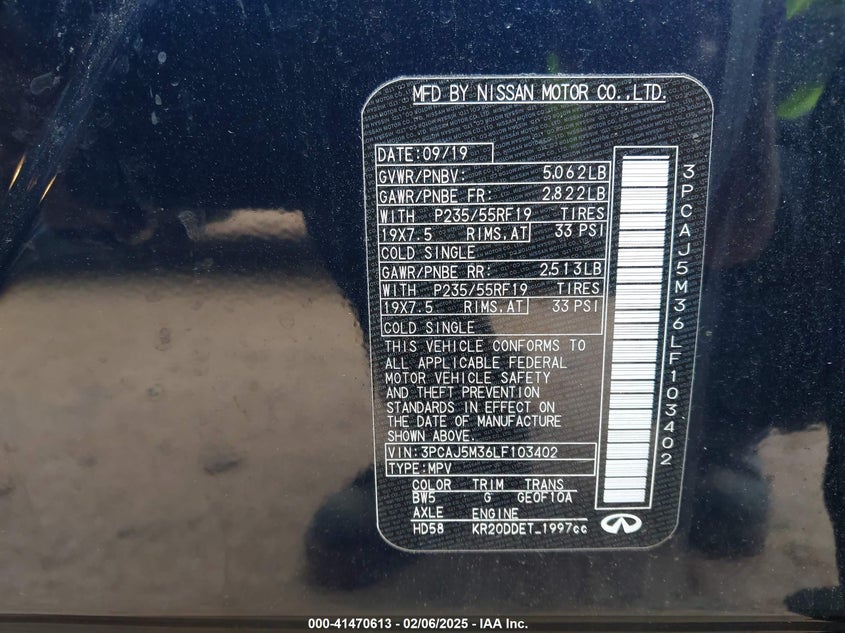 MFD BY NISSAN MOTOR CO.,LTD.
DATE:09/19
GVWR/PNBV: 5.062LB
GAWR/PNBE FR: 2.822LB
WITH P235/55RF19 TIRES
19X7.5 RIMS.AT 33 PSI
COLD SINGLE
GAWR/PNBE RR: 2.513LB
WITH P235/55RF19 TIRES
19X7.5 RIMS.AT 33 PSI
COLD SINGLE
THIS VEHICLE CONFORMS TO
ALL APPLICABLE FEDERAL
MOTOR VEHICLE SAFETY
AND THEFT PREVENTION
STANDARDS IN EFFECT ON
THE DATE OF MANUFACTURE
SHOWN ABOVE.
VIN:3PCAJ5M36LF103402
TYPE:MPV
COLOR TRIM TRANS
BW5 G GE0F10A
AXLE ENGINE
HD58 KR20DDET_1997cc
3PCAJ5M36LF103402
000-41470613 - 02/06/2025 - IAA Inc.